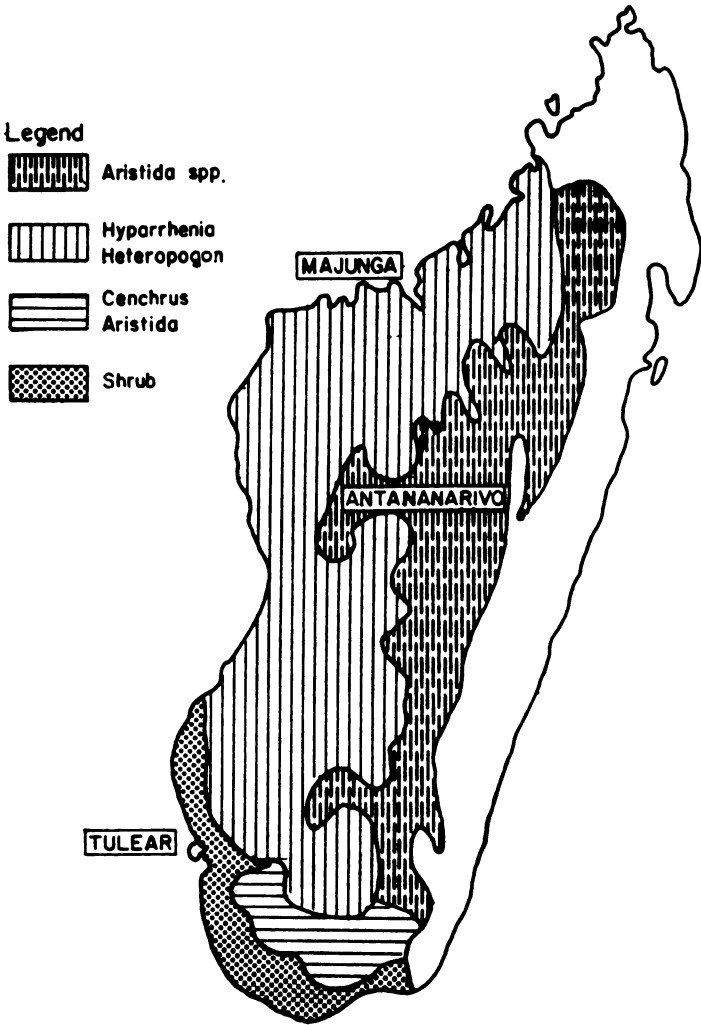 Legend
Aristida spp.
Hyparrhenia
Heteropogon
Cenchrus
Aristida
Shrub
MAJUNGA
ANTANANARIVO
TULEAR